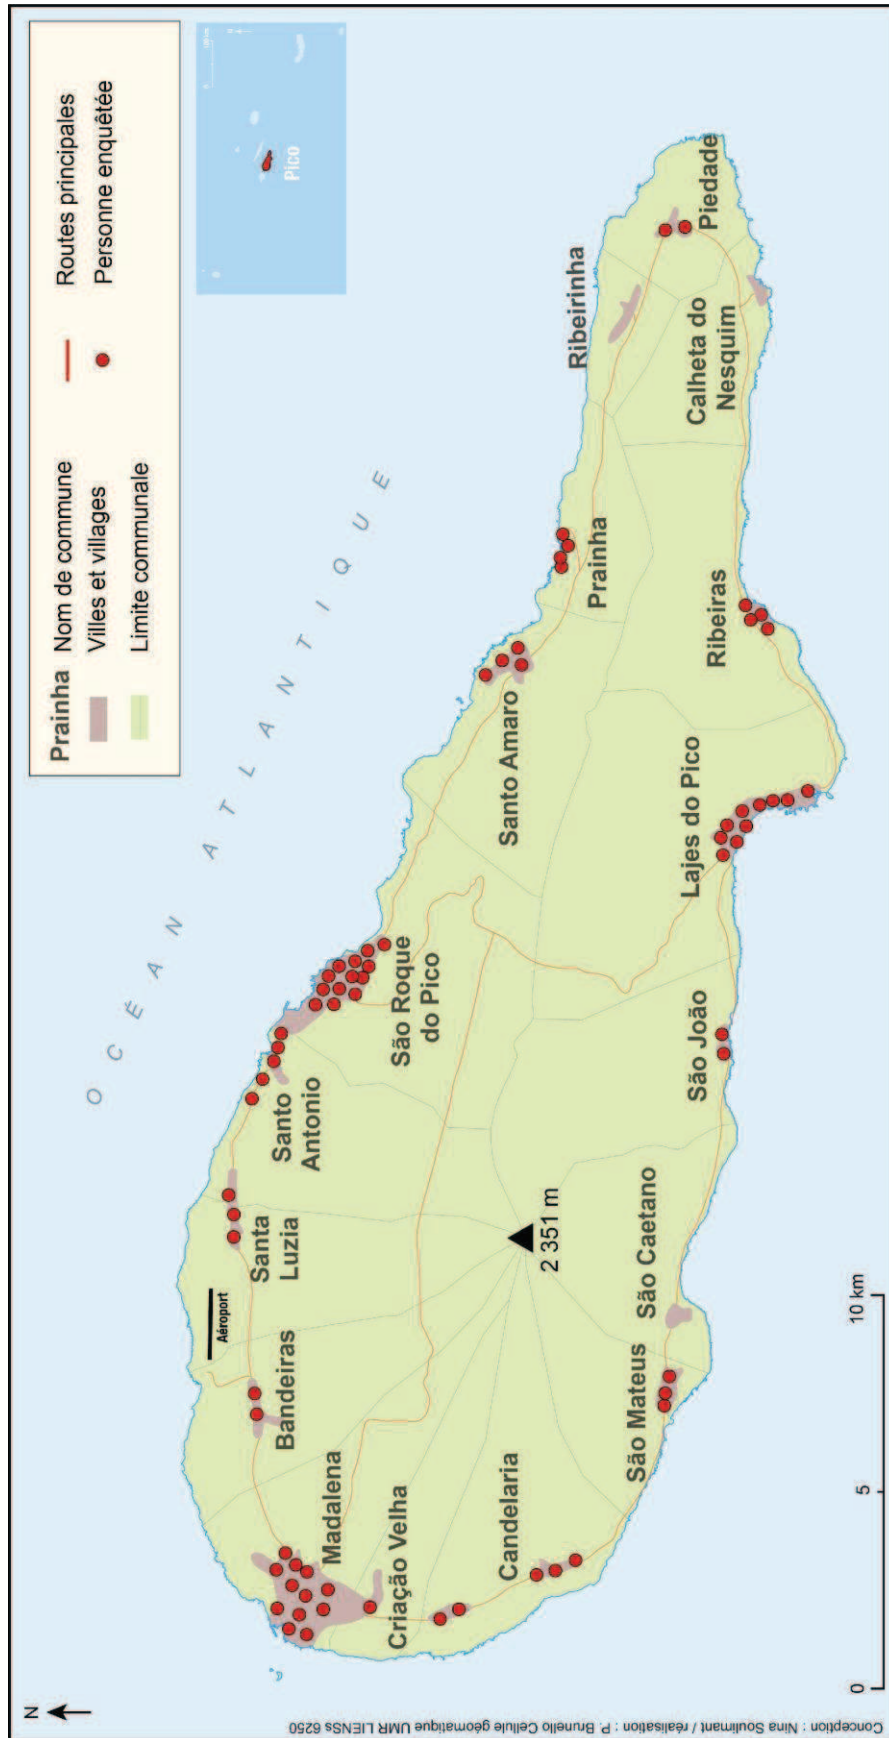 N
Prainha Nom de commune
Villes et villages
Limite communale
Routes principales
Personne enquêtée
Pico
OCÉAN ATLANTIQUE
Madalena
Bandeiras
Aéroport
Santa
Luzia
Santo
Antonio
São Roque
do Pico
Santo Amaro
Prainha
Ribeirinha
Piedade
Calheta do
Nesquim
Ribeiras
Lajes do Pico
São João
São Caetano
São Mateus
Candelaria
Criação Velha
2 351 m
0 5 10 km
Conception : Nina Soulimant / réalisation : P. Brunello Cellule géomatique UMR LIENSs 6250